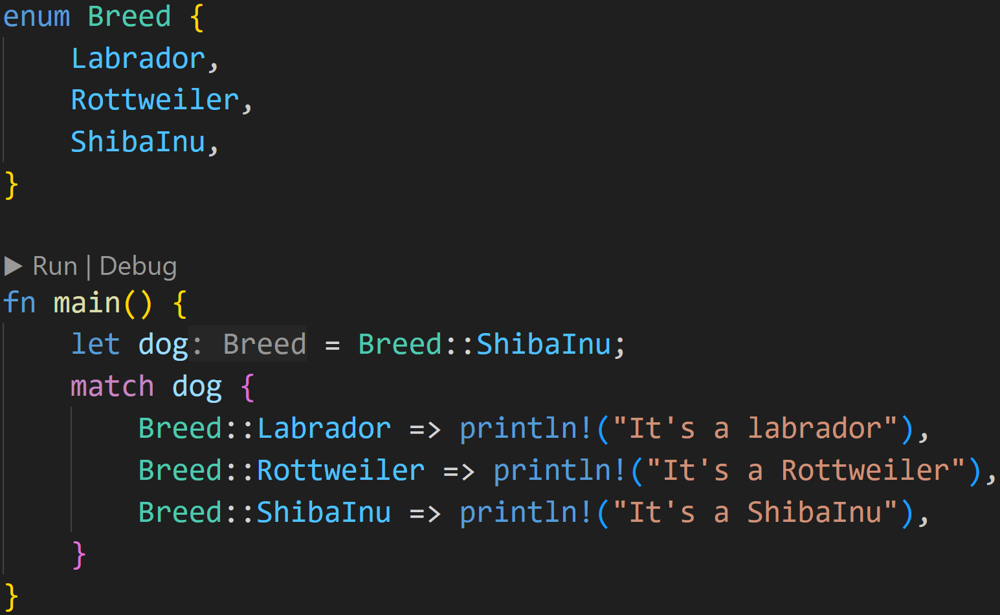 enum Breed {
    Labrador,
    Rottweiler,
    ShibaInu,
}
▶ Run | Debug
fn main() {
    let dog: Breed = Breed::ShibaInu;
    match dog {
        Breed::Labrador => println!("It's a labrador"),
        Breed::Rottweiler => println!("It's a Rottweiler"),
        Breed::ShibaInu => println!("It's a ShibaInu"),
    }
}